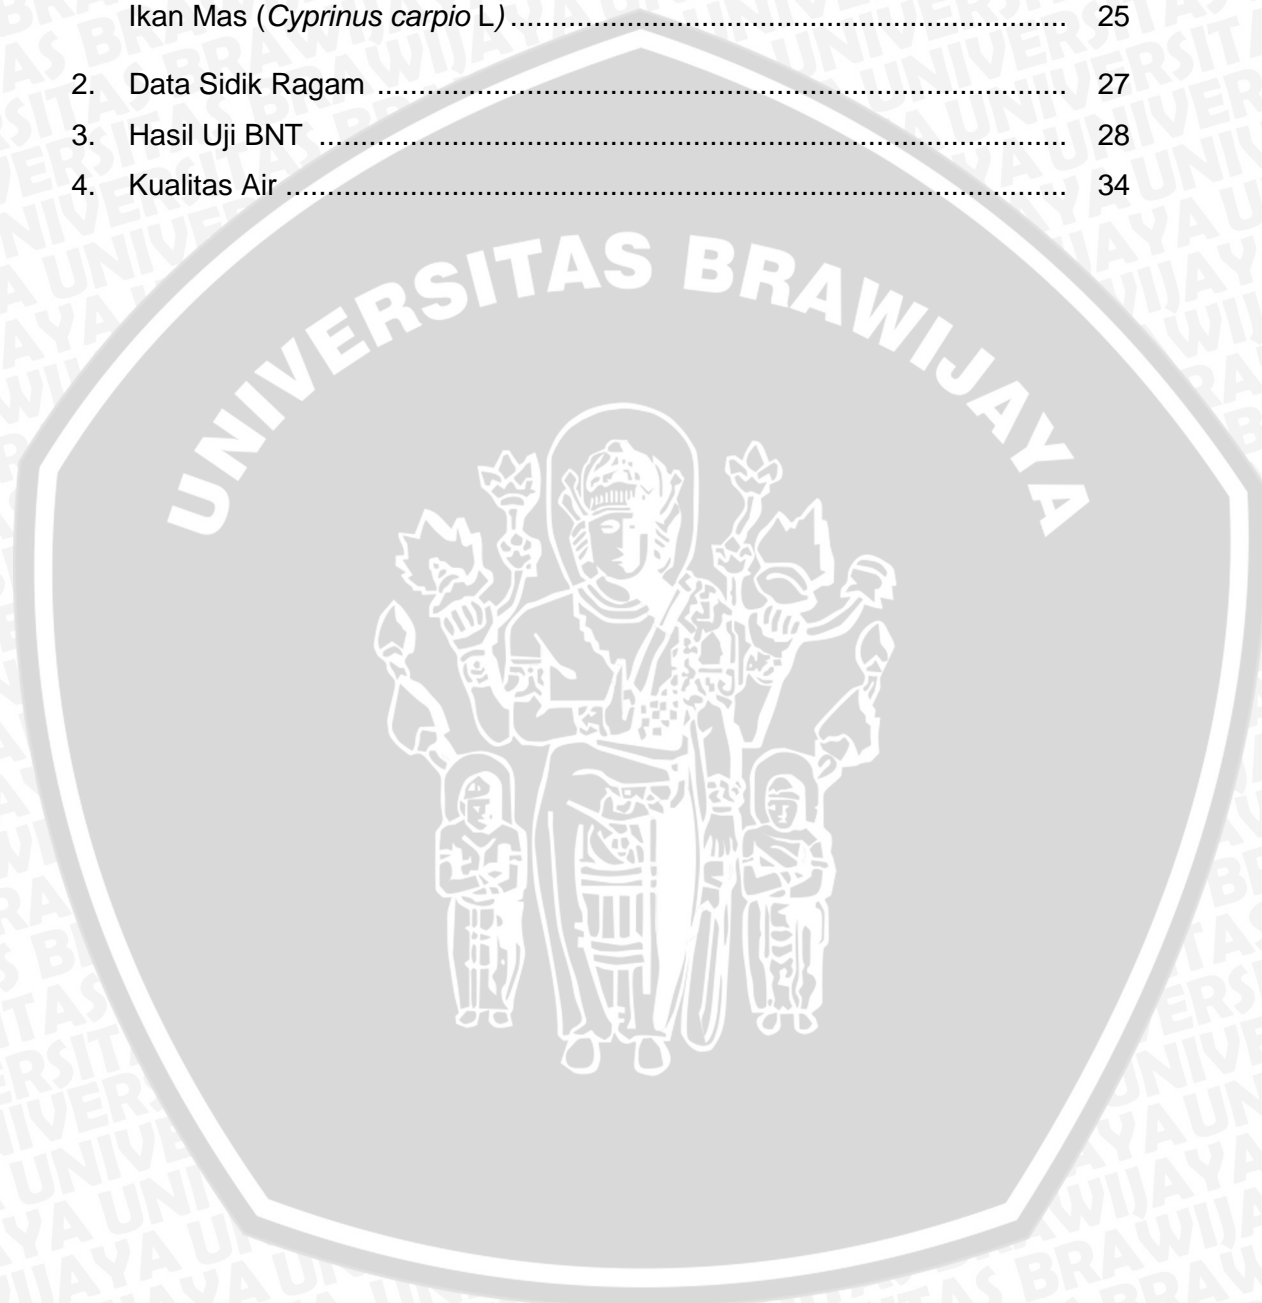 Ikan Mas (Cyprinus carpio L) .................................................................... 25
2. Data Sidik Ragam .................................................................................... 27
3. Hasil Uji BNT ........................................................................................... 28
4. Kualitas Air ............................................................................................... 34
UNIVERSITAS BRAWIJAYA